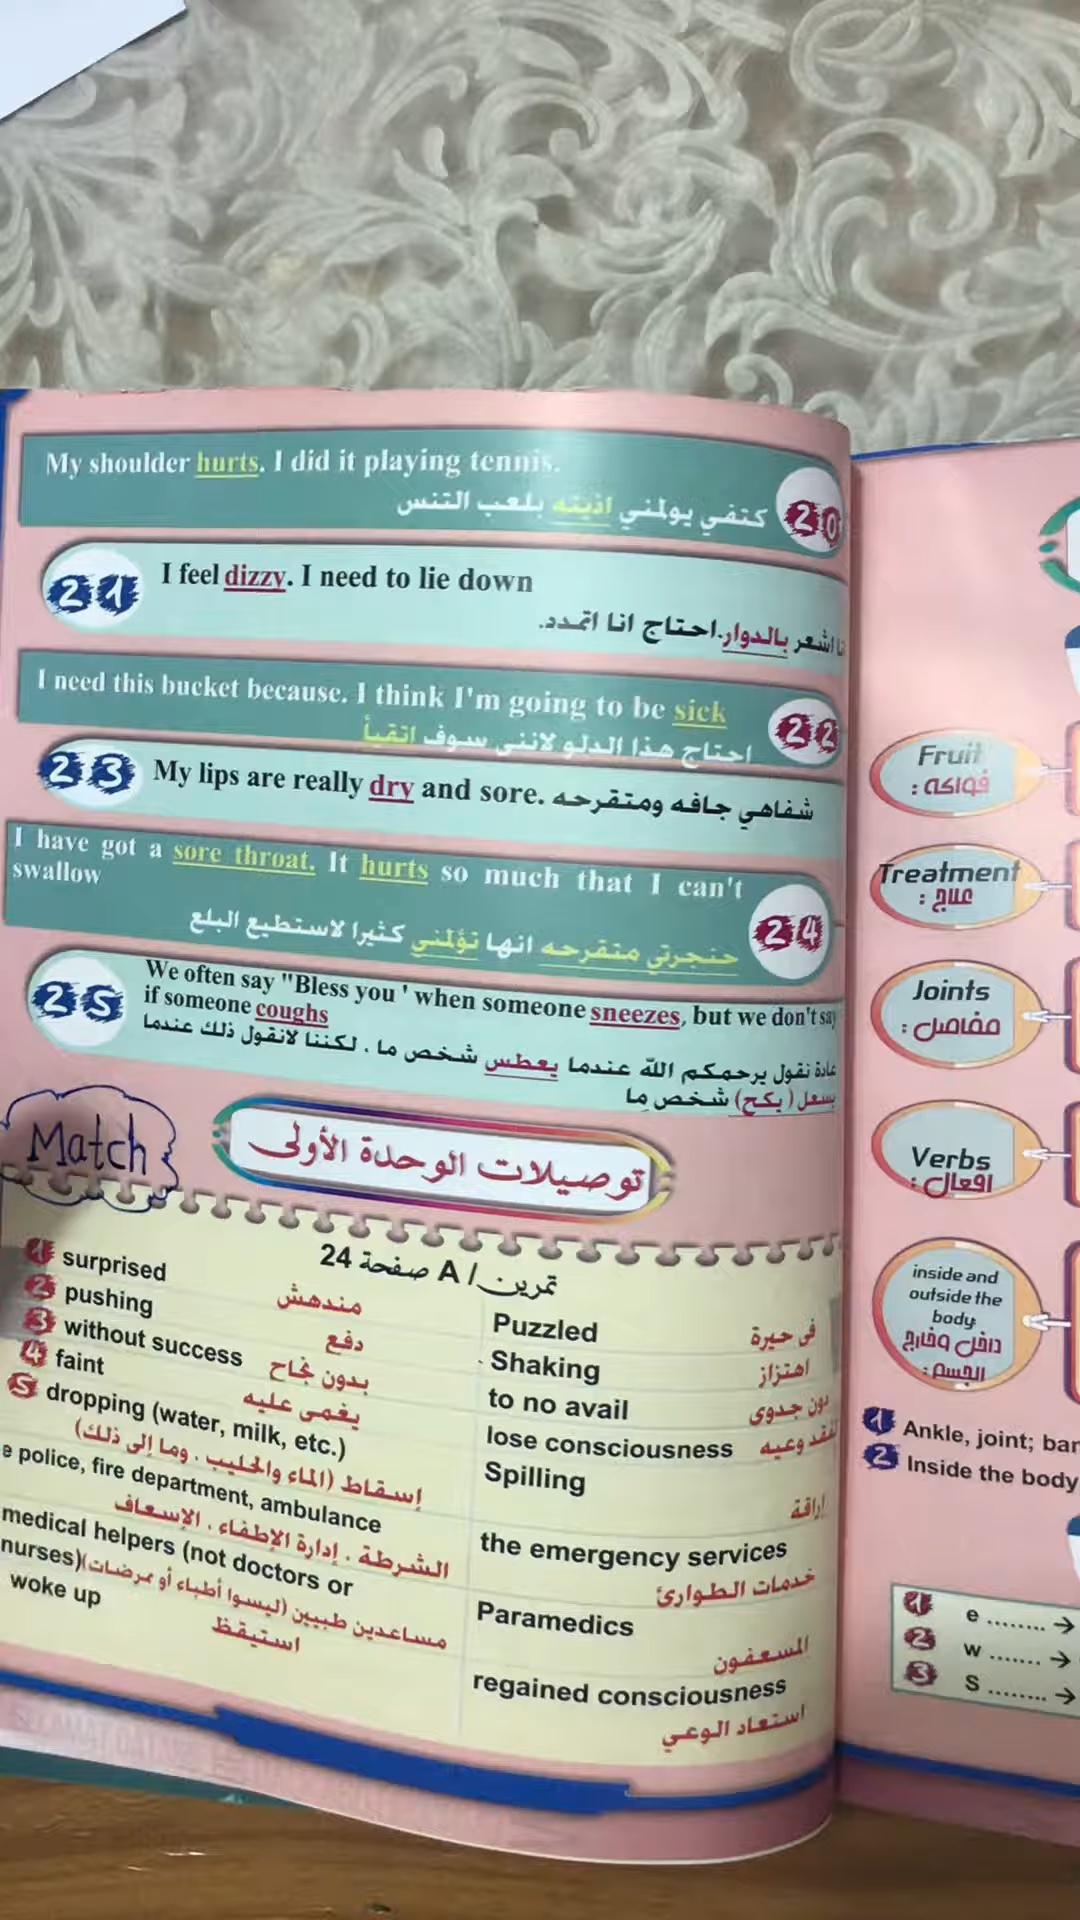 My shoulder hurts. I did it playing tennis.
كتفي يولمني اذيته بلعب التنس
20
21
I feel dizzy. I need to lie down
اشعر بالدوار.احتاج انا اتمدد.
I need this bucket because. I think I'm going to be sick
احتاج هذا الدلو لانني سوف اتقيأ
22
23
My lips are really dry and sore. شفاهي جافه ومتقرحه
I have got a sore throat. It hurts so much that I can't
swallow
حنجرتي متقرحه انها تؤلمني كثيرا لاستطيع البلع
24
25
We often say "Bless you ' when someone sneezes, but we don't say
if someone coughs
عادة نقول يرحمكم الله عندما يعطس شخص ما . لكننا لانقول ذلك عندما
يسعل (يكح) شخص ما
Match
توصيلات الوحدة الأولى
تمرين / A صفحة 24
1 surprised
مندهش
Puzzled
في حيرة
2 pushing
دفع
Shaking
اهتزاز
3 without success
بدون نجاح
to no avail
دون جدوى
4 faint
يغمى عليه
lose consciousness
وعيه
5 dropping (water, milk, etc.)
إسقاط (الماء والحليب . وما إلى ذلك)
Spilling
إراقة
e police, fire department, ambulance
الشرطة . إدارة الإطفاء . الإسعاف
the emergency services
خدمات الطوارئ
medical helpers (not doctors or
nurses)
مساعدين طبيين (ليسوا أطباء أو ممرضات)
Paramedics
المسعفون
woke up
استيقظ
regained consciousness
استعاد الوعي
Fruit
فواكه :
Treatment
علاج :
Joints
مفاصل :
Verbs
افعال :
inside and
outside the
body
داخل وخارج
الجسم :
1 Ankle, joint; bar
2 Inside the body
1 e ........
2 w .......
3 S ........